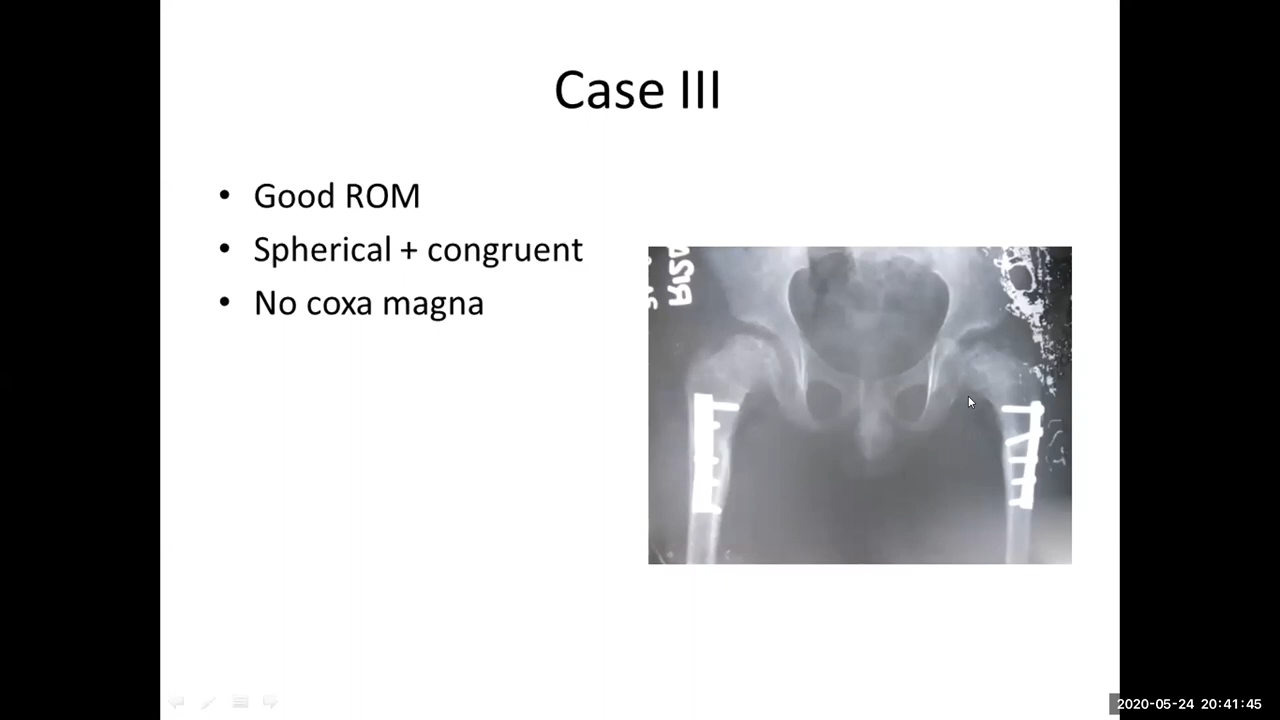 Case III
• Good ROM
• Spherical + congruent
• No coxa magna
2020-05-24 20:41:45